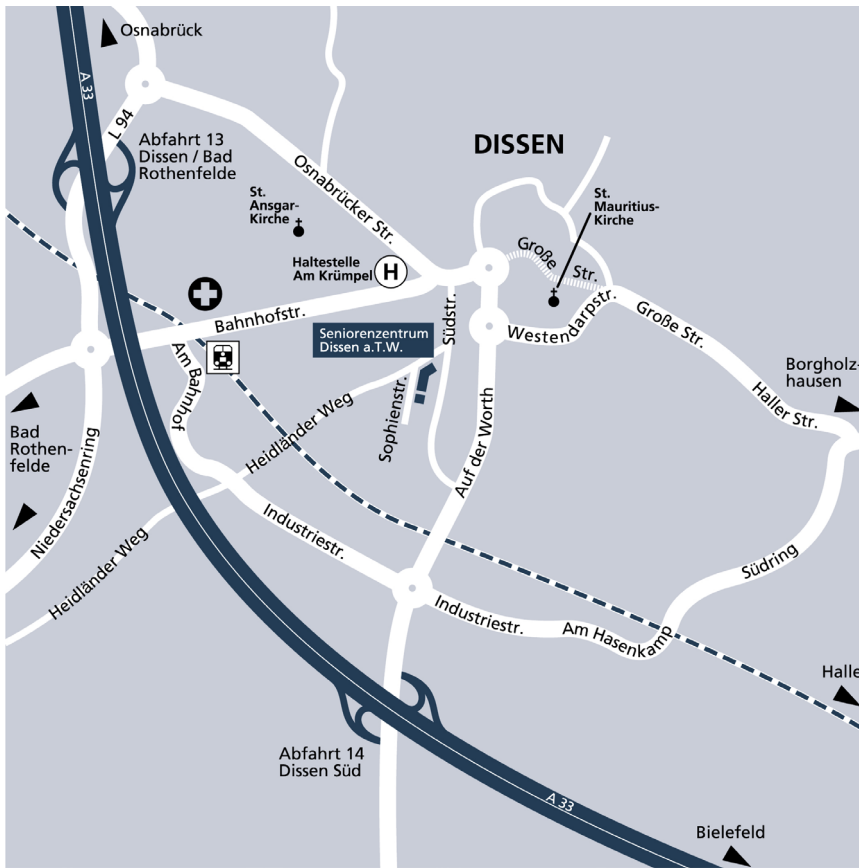 Osnabrück
A 33
L 94
Abfahrt 13
Dissen / Bad
Rothenfelde
DISSEN
Osnabrücker Str.
St.
Ansgar-
Kirche
St.
Mauritius-
Kirche
Haltestelle
Am Krümpel
H
Große
Str.
Bahnhofstr.
Seniorenzentrum
Dissen a.T.W.
Südstr.
Westendarpstr.
Große Str.
Am Bahnhof
Borgholz-
hausen
Haller Str.
Bad
Rothen-
felde
Heidländer Weg
Sophienstr.
Auf der Worth
Niedersachsenring
Industriestr.
Heidländer Weg
Südring
Industriestr.
Am Hasenkamp
Halle
Abfahrt 14
Dissen Süd
A 33
Bielefeld